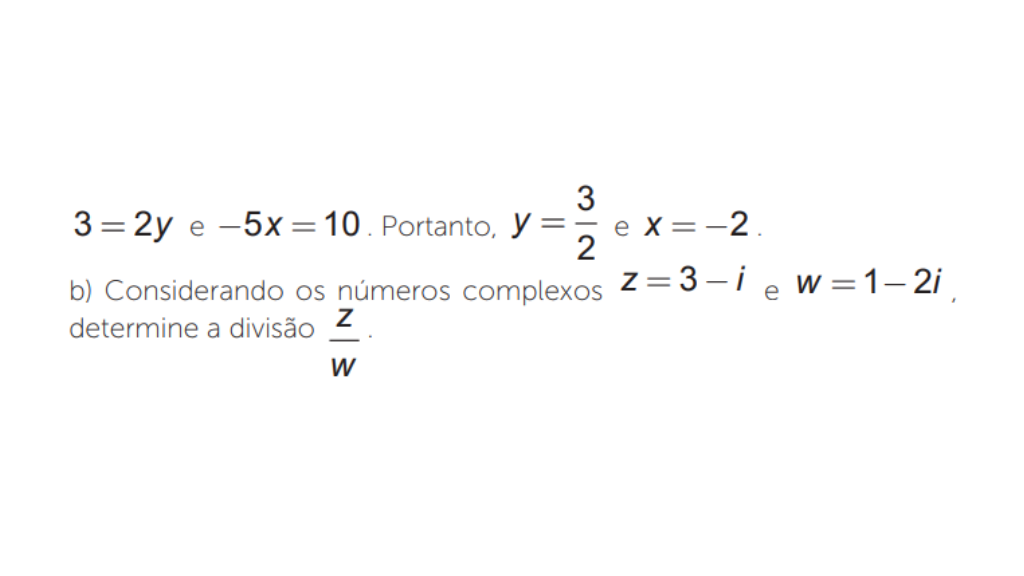 3 = 2y e −5x = 10. Portanto, y = 3/2 e x = −2.
b) Considerando os números complexos z = 3 − i e w = 1 − 2i,
determine a divisão z/w.